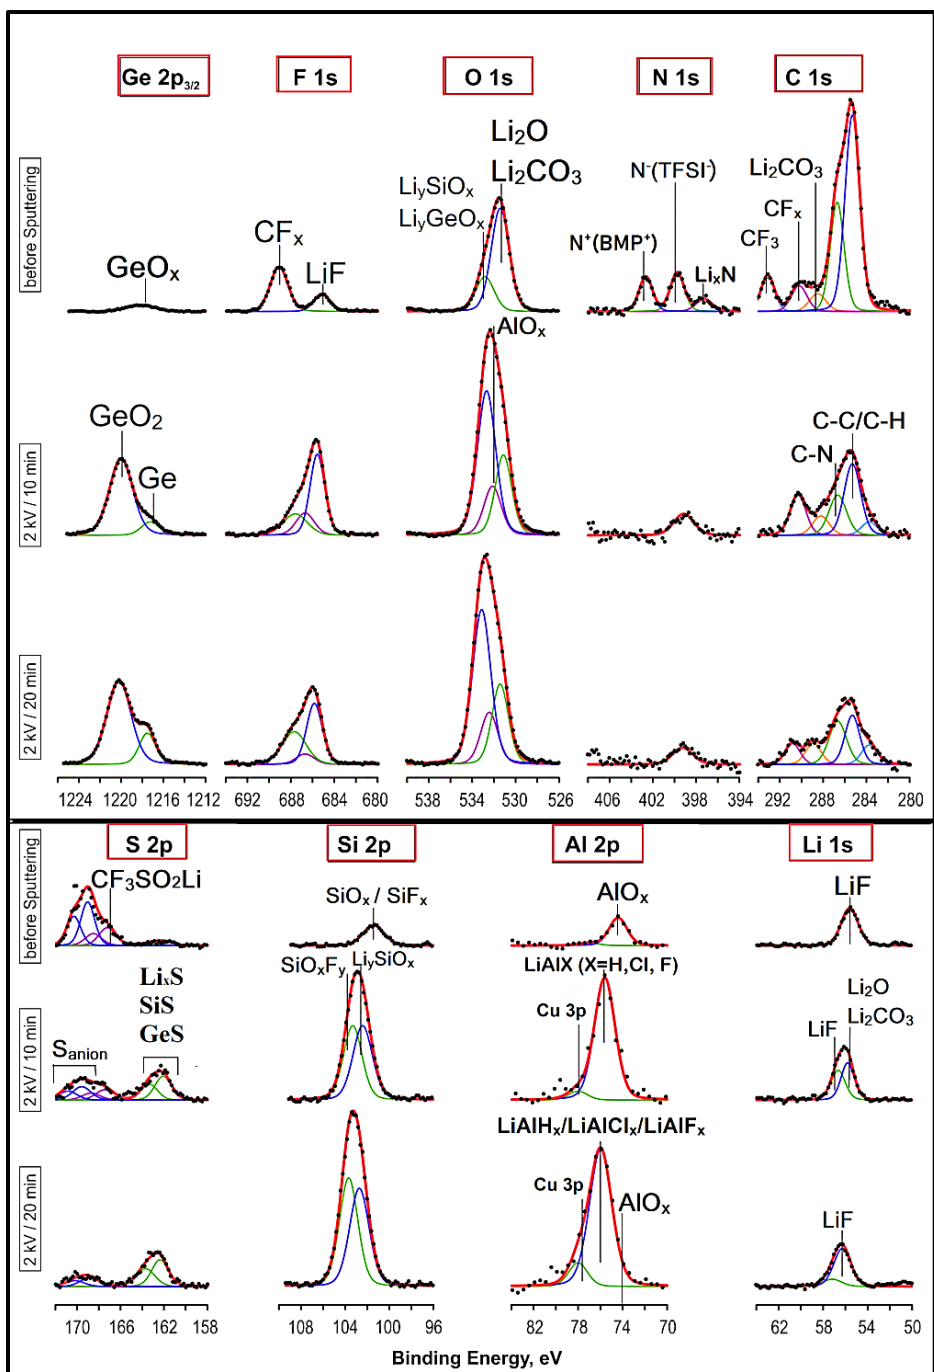 Ge 2p3/2
F 1s
O 1s
N 1s
C 1s
before Sputtering
GeOx
CFx
LiF
Li2O
Li2CO3
LiySiOx
LiyGeOx
N-(TFSI-)
N+(BMP+)
LixN
Li2CO3
CFx
CF3
2 kV / 10 min
GeO2
Ge
AlOx
C-C/C-H
C-N
2 kV / 20 min
1224 1220 1216 1212
692 688 684 680
538 534 530 526
406 402 398 394
292 288 284 280
S 2p
Si 2p
Al 2p
Li 1s
before Sputtering
CF3SO2Li
SiOx / SiFx
AlOx
LiF
2 kV / 10 min
LixS
SiS
GeS
Sanion
SiOxFy
LiySiOx
LiAlX (X=H,Cl, F)
Cu 3p
Li2O
Li2CO3
LiF
2 kV / 20 min
LiAlHx/LiAlClx/LiAlFx
Cu 3p
AlOx
LiF
170 166 162 158
108 104 100 96
82 78 74 70
62 58 54 50
Binding Energy, eV